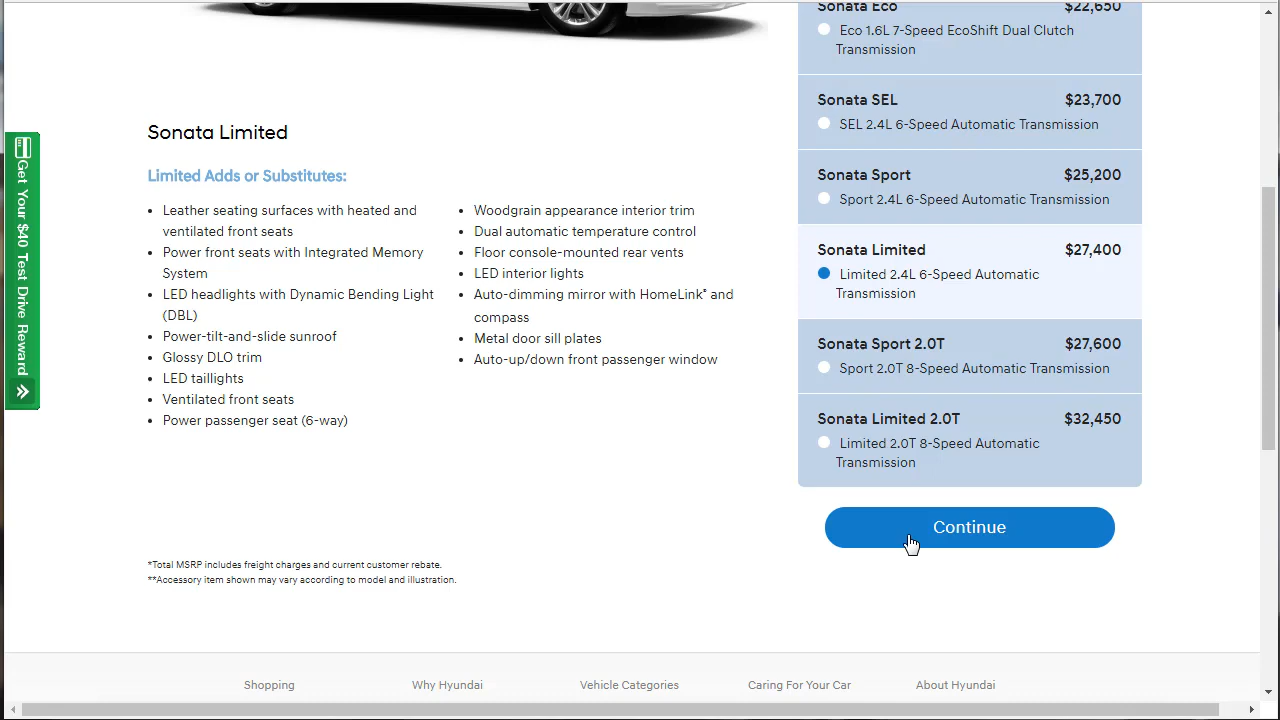 Sonata Eco $22,650
Eco 1.6L 7-Speed EcoShift Dual Clutch
Transmission
Sonata SEL $23,700
SEL 2.4L 6-Speed Automatic Transmission
Sonata Sport $25,200
Sport 2.4L 6-Speed Automatic Transmission
Sonata Limited $27,400
Limited 2.4L 6-Speed Automatic
Transmission
Sonata Sport 2.0T $27,600
Sport 2.0T 8-Speed Automatic Transmission
Sonata Limited 2.0T $32,450
Limited 2.0T 8-Speed Automatic
Transmission
Continue
Get Your $40 Test Drive Reward
Sonata Limited
Limited Adds or Substitutes:
• Leather seating surfaces with heated and
ventilated front seats
• Power front seats with Integrated Memory
System
• LED headlights with Dynamic Bending Light
(DBL)
• Power-tilt-and-slide sunroof
• Glossy DLO trim
• LED taillights
• Ventilated front seats
• Power passenger seat (6-way)
• Woodgrain appearance interior trim
• Dual automatic temperature control
• Floor console-mounted rear vents
• LED interior lights
• Auto-dimming mirror with HomeLink® and
compass
• Metal door sill plates
• Auto-up/down front passenger window
*Total MSRP includes freight charges and current customer rebate.
**Accessory item shown may vary according to model and illustration.
Shopping Why Hyundai Vehicle Categories Caring For Your Car About Hyundai